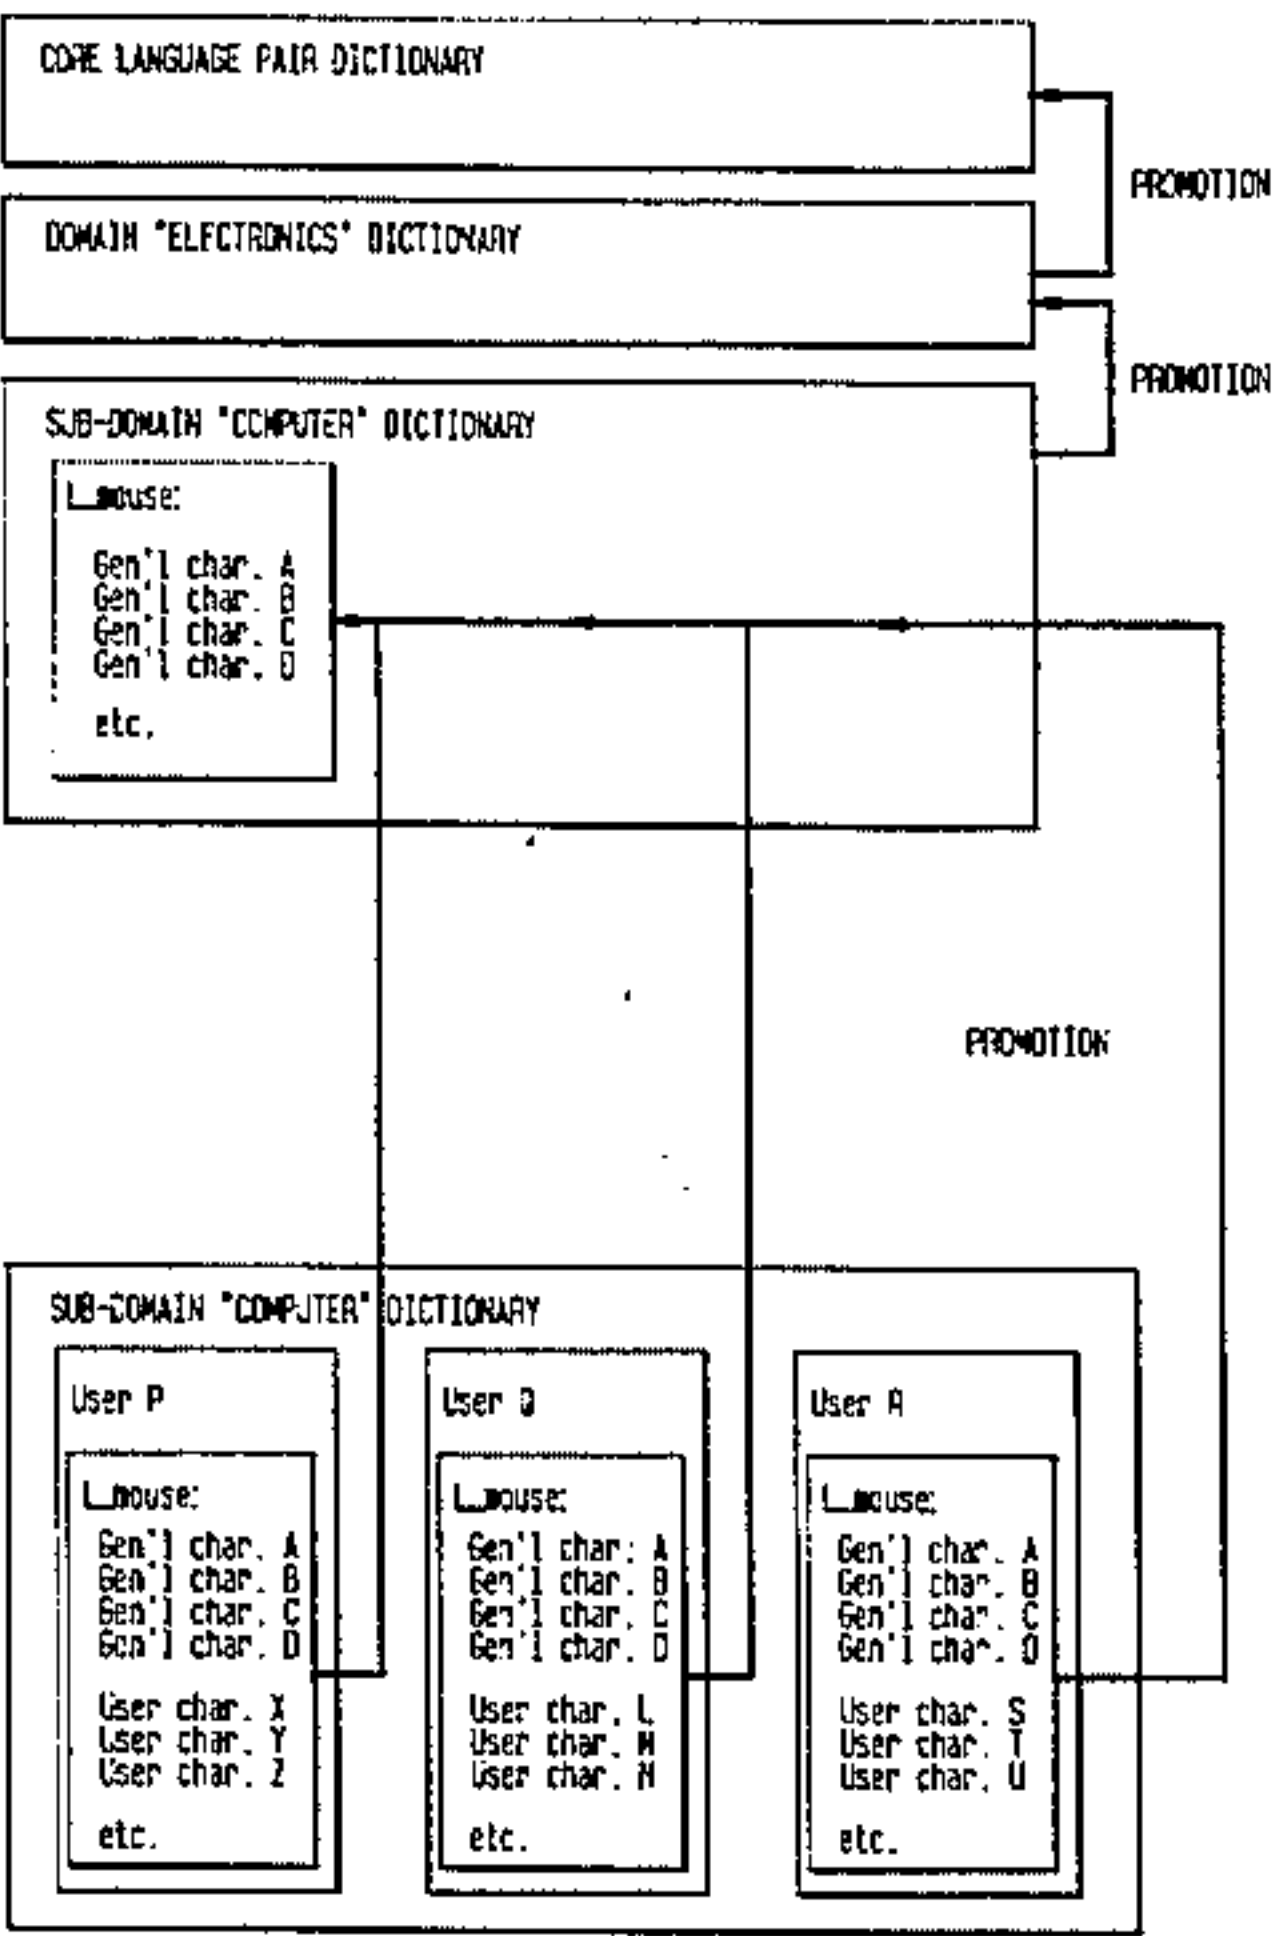 CORE LANGUAGE PAIR DICTIONARY
PROMOTION
DOMAIN "ELECTRONICS" DICTIONARY
PROMOTION
SUB-DOMAIN "COMPUTER" DICTIONARY
L_mouse:
Gen'l char. A
Gen'l char. B
Gen'l char. C
Gen'l char. D
etc.
PROMOTION
SUB-DOMAIN "COMPUTER" DICTIONARY
User P
L_mouse:
Gen'l char. A
Gen'l char. B
Gen'l char. C
Gen'l char. D
User char. X
User char. Y
User char. Z
etc.
User Q
L_mouse:
Gen'l char. A
Gen'l char. B
Gen'l char. C
Gen'l char. D
User char. L
User char. M
User char. N
etc.
User
L_mouse:
Gen'l char. A
Gen'l char. B
Gen'l char. C
Gen'l char. D
User char. S
User char. T
User char. U
etc.